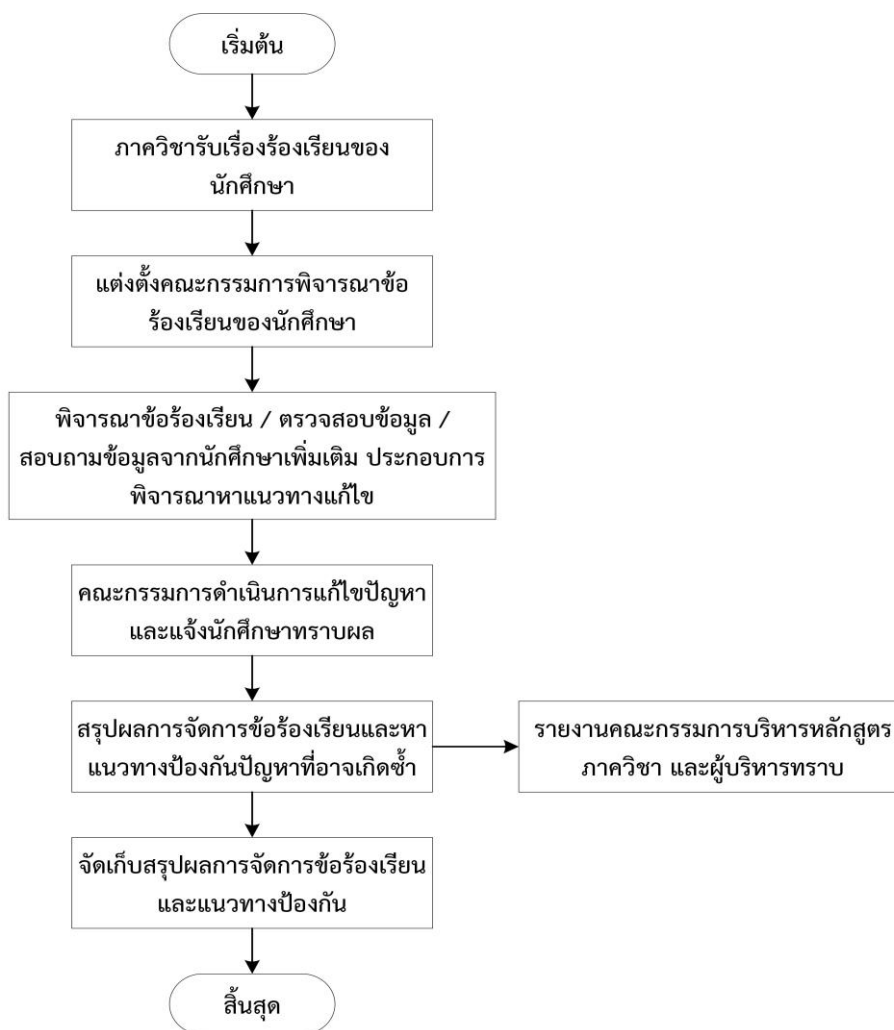 เริ่มต้น
ภาควิชารับเรื่องร้องเรียนของ
นักศึกษา
แต่งตั้งคณะกรรมการพิจารณาข้อ
ร้องเรียนของนักศึกษา
พิจารณาข้อร้องเรียน / ตรวจสอบข้อมูล /
สอบถามข้อมูลจากนักศึกษาเพิ่มเติม ประกอบการ
พิจารณาหาแนวทางแก้ไข
คณะกรรมการดำเนินการแก้ไขปัญหา
และแจ้งนักศึกษาทราบผล
สรุปผลการจัดการข้อร้องเรียนและหา
แนวทางป้องกันปัญหาที่อาจเกิดซ้ำ
รายงานคณะกรรมการบริหารหลักสูตร
ภาควิชา และผู้บริหารทราบ
จัดเก็บสรุปผลการจัดการข้อร้องเรียน
และแนวทางป้องกัน
สิ้นสุด